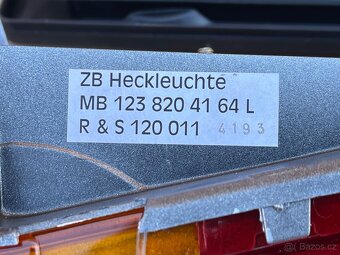 ZB Heckleuchte
MB 123 820 41 64 L
R & S 120 011 4193
Bazos.cz